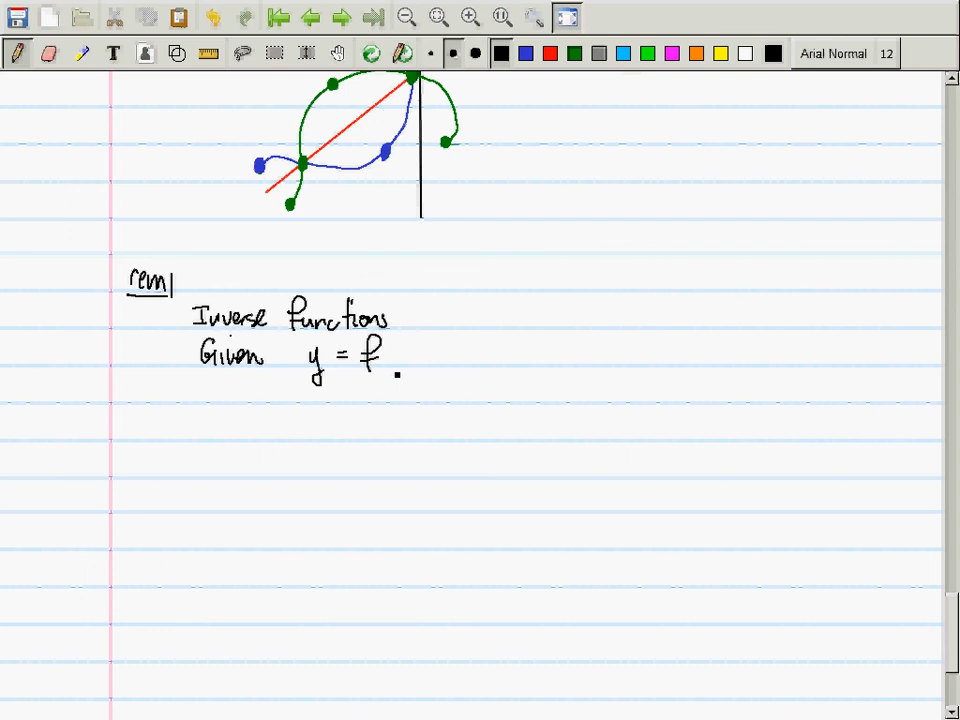 T
Arial Normal 12
rem
Inverse functions
Given y = f